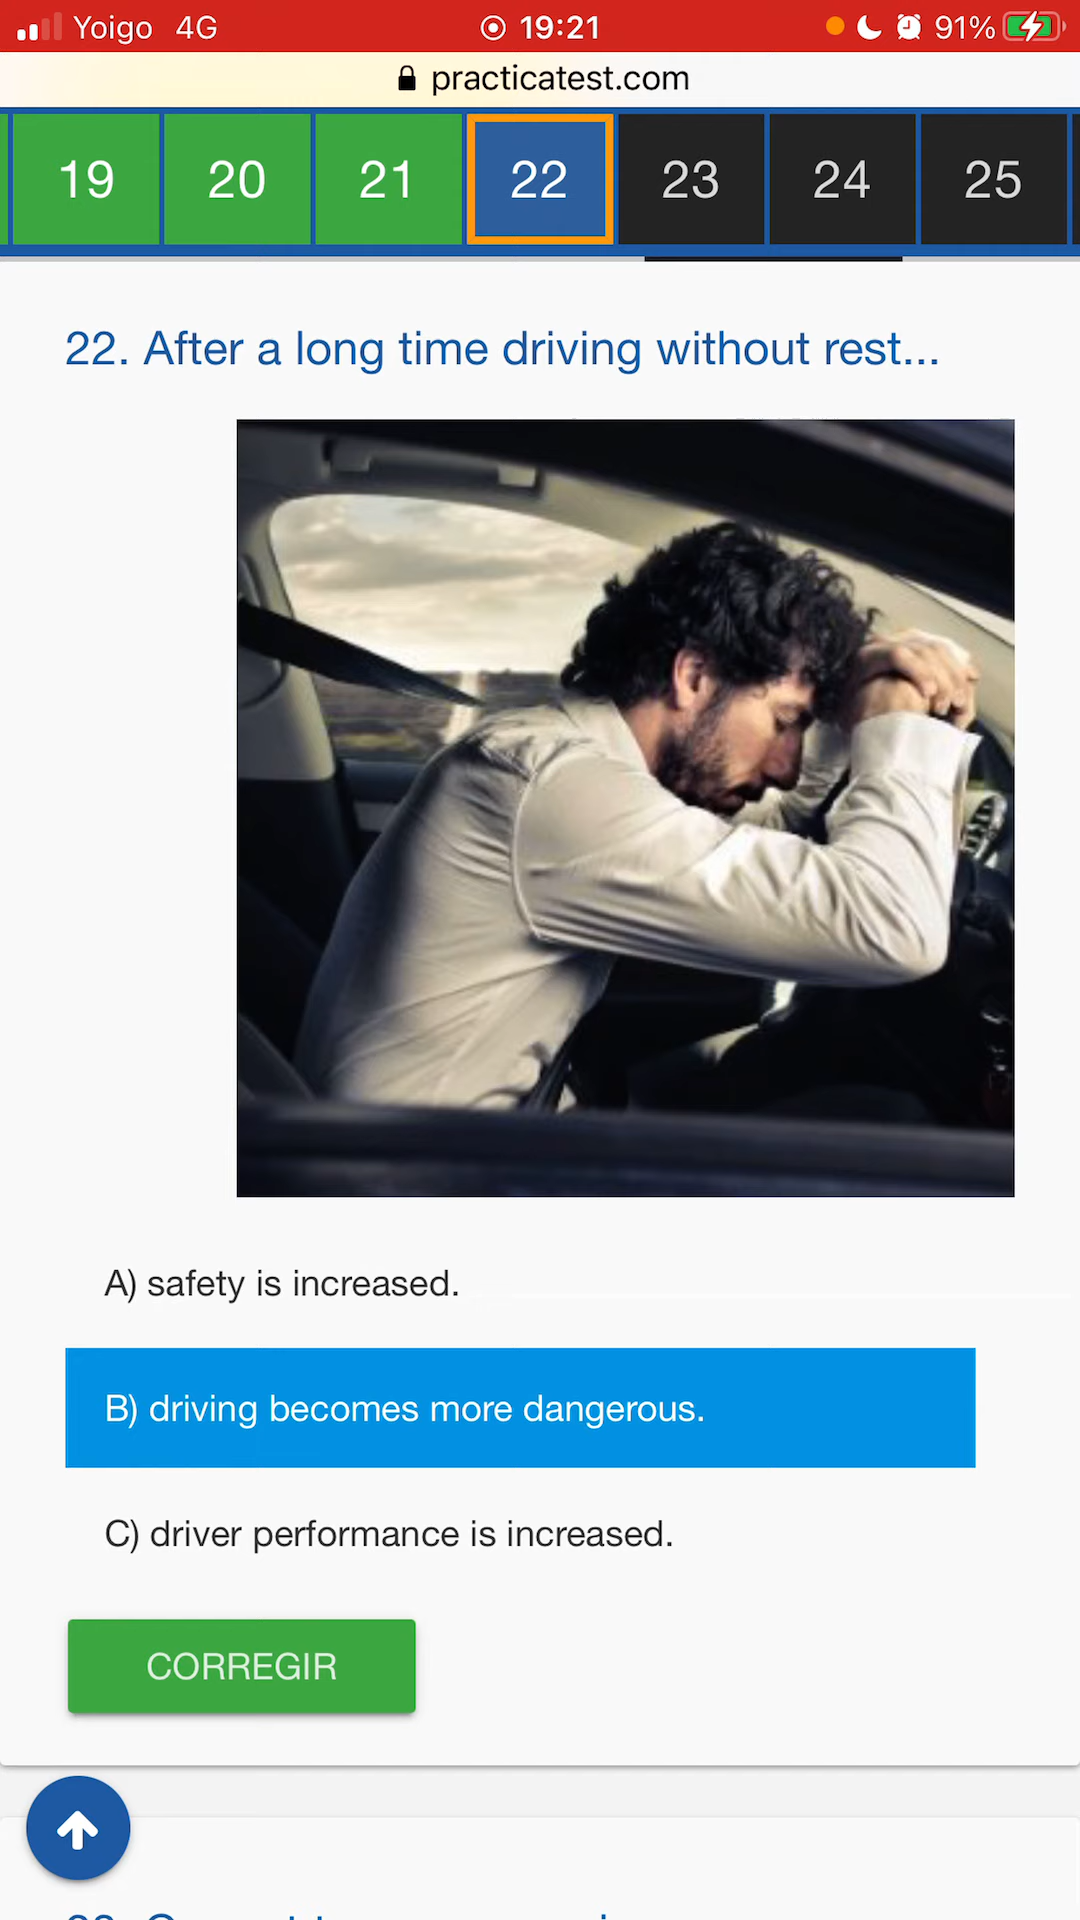 Yoigo 4G 19:21 91%
practicatest.com
19 20 21 22 23 24 25
22. After a long time driving without rest...
A) safety is increased.
B) driving becomes more dangerous.
C) driver performance is increased.
CORREGIR